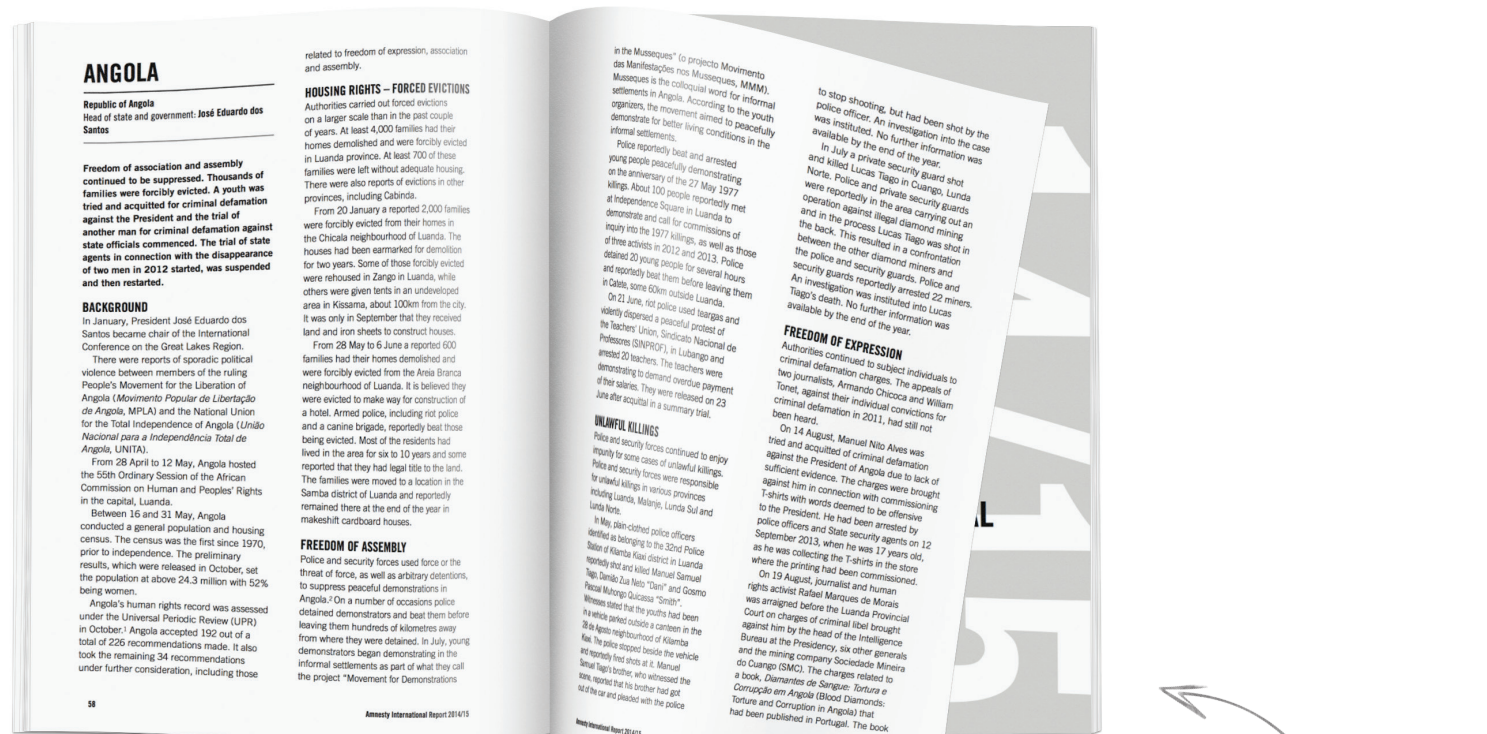 ANGOLA
Republic of Angola
Head of state and government: José Eduardo dos
Santos
Freedom of association and assembly
continued to be suppressed. Thousands of
families were forcibly evicted. A youth was
tried and acquitted for criminal defamation
against the President and the trial of
another man for criminal defamation against
state officials commenced. The trial of state
agents in connection with the disappearance
of two men in 2012 started, was suspended
and then restarted.
BACKGROUND
In January, President José Eduardo dos
Santos became chair of the International
Conference on the Great Lakes Region.
There were reports of sporadic political
violence between members of the ruling
People's Movement for the Liberation of
Angola (Movimento Popular de Libertação
de Angola, MPLA) and the National Union
for the Total Independence of Angola (União
Nacional para a Independência Total de
Angola, UNITA).
From 28 April to 12 May, Angola hosted
the 55th Ordinary Session of the African
Commission on Human and Peoples' Rights
in the capital, Luanda.
Between 16 and 31 May, Angola
conducted a general population and housing
census. The census was the first since 1970,
prior to independence. The preliminary
results, which were released in October, set
the population at above 24.3 million with 52%
being women.
Angola's human rights record was assessed
under the Universal Periodic Review (UPR)
in October.¹ Angola accepted 192 out of a
total of 226 recommendations made. It also
took the remaining 34 recommendations
under further consideration, including those
58
related to freedom of expression, association
and assembly.
HOUSING RIGHTS – FORCED EVICTIONS
Authorities carried out forced evictions
on a larger scale than in the past couple
of years. At least 4,000 families had their
homes demolished and were forcibly evicted
in Luanda province. At least 700 of these
families were left without adequate housing.
There were also reports of evictions in other
provinces, including Cabinda.
From 20 January a reported 2,000 families
were forcibly evicted from their homes in
the Chicala neighbourhood of Luanda. The
houses had been earmarked for demolition
for two years. Some of those forcibly evicted
were rehoused in Zango in Luanda, while
others were given tents in an undeveloped
area in Kissama, about 100km from the city.
It was only in September that they received
land and iron sheets to construct houses.
From 28 May to 6 June a reported 600
families had their homes demolished and
were forcibly evicted from the Areia Branca
neighbourhood of Luanda. It is believed they
were evicted to make way for construction of
a hotel. Armed police, including riot police
and a canine brigade, reportedly beat those
being evicted. Most of the residents had
lived in the area for six to 10 years and some
reported that they had legal title to the land.
The families were moved to a location in the
Samba district of Luanda and reportedly
remained there at the end of the year in
makeshift cardboard houses.
FREEDOM OF ASSEMBLY
Police and security forces used force or the
threat of force, as well as arbitrary detentions,
to suppress peaceful demonstrations in
Angola.² On a number of occasions police
detained demonstrators and beat them before
leaving them hundreds of kilometres away
from where they were detained. In July, young
demonstrators began demonstrating in the
informal settlements as part of what they call
the project "Movement for Demonstrations
Amnesty International Report 2014/15
in the Musseques" (o projecto Movimento
das Manifestações nos Musseques, MMM).
Musseques is the colloquial word for informal
settlements in Angola. According to the youth
organizers, the movement aimed to peacefully
demonstrate for better living conditions in the
informal settlements.
Police reportedly beat and arrested
young people peacefully demonstrating
on the anniversary of the 27 May 1977
killings. About 100 people reportedly met
at Independence Square in Luanda to
demonstrate and call for commissions of
inquiry into the 1977 killings, as well as those
of three activists in 2012 and 2013. Police
detained 20 young people for several hours
and reportedly beat them before leaving them
in Catete, some 60km outside Luanda.
On 21 June, riot police used teargas and
violently dispersed a peaceful protest of
the Teachers' Union, Sindicato Nacional de
Professores (SINPROF), in Lubango and
arrested 20 teachers. The teachers were
demonstrating to demand overdue payment
of their salaries. They were released on 23
June after acquittal in a summary trial.
UNLAWFUL KILLINGS
Police and security forces continued to enjoy
impunity for some cases of unlawful killings.
Police and security forces were responsible
for unlawful killings in various provinces
including Luanda, Malanje, Lunda Sul and
Lunda Norte.
In May, plain-clothed police officers
identified as belonging to the 32nd Police
Station of Kilamba Kiaxi district in Luanda
reportedly shot and killed Manuel Samuel
Tiago, Damião Zua Neto "Dani" and Gosmo
Pascoal Muhongo Quicassa "Smith".
Witnesses stated that the youths had been
in a vehicle parked outside a canteen in the
28 de Agosto neighbourhood of Kilamba
Kiaxi. The police stopped beside the vehicle
and reportedly fired shots at it. Manuel
Samuel Tiago's brother, who witnessed the
scene, reported that his brother had got
out of the car and pleaded with the police
Amnesty International Report 2014/15
to stop shooting, but had been shot by the
police officer. An investigation into the case
was instituted. No further information was
available by the end of the year.
In July a private security guard shot
and killed Lucas Tiago in Cuango, Lunda
Norte. Police and private security guards
were reportedly in the area carrying out an
operation against illegal diamond mining
and in the process Lucas Tiago was shot in
the back. This resulted in a confrontation
between the other diamond miners and
the police and security guards. Police and
security guards reportedly arrested 22 miners.
An investigation was instituted into Lucas
Tiago's death. No further information was
available by the end of the year.
FREEDOM OF EXPRESSION
Authorities continued to subject individuals to
criminal defamation charges. The appeals of
two journalists, Armando Chicoca and William
Tonet, against their individual convictions for
criminal defamation in 2011, had still not
been heard.
On 14 August, Manuel Nito Alves was
tried and acquitted of criminal defamation
against the President of Angola due to lack of
sufficient evidence. The charges were brought
against him in connection with commissioning
T-shirts with words deemed to be offensive
to the President. He had been arrested by
police officers and State security agents on 12
September 2013, when he was 17 years old,
as he was collecting the T-shirts in the store
where the printing had been commissioned.
On 19 August, journalist and human
rights activist Rafael Marques de Morais
was arraigned before the Luanda Provincial
Court on charges of criminal libel brought
against him by the head of the Intelligence
Bureau at the Presidency, six other generals
and the mining company Sociedade Mineira
do Cuango (SMC). The charges related to
a book, Diamantes de Sangue: Tortura e
Corrupção em Angola (Blood Diamonds:
Torture and Corruption in Angola) that
had been published in Portugal. The book